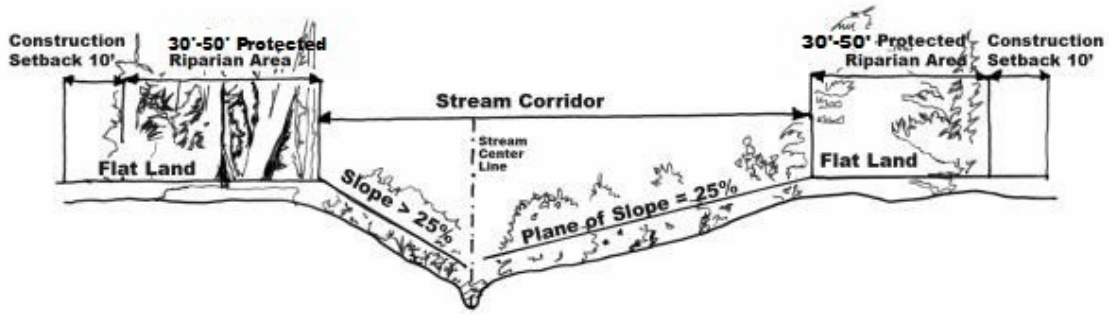 Construction
Setback 10'
30'-50' Protected
Riparian Area
Stream Corridor
30'-50' Protected
Riparian Area
Construction
Setback 10'
Stream
Center
Line
Flat Land
Flat Land
Slope > 25%
Plane of Slope = 25%